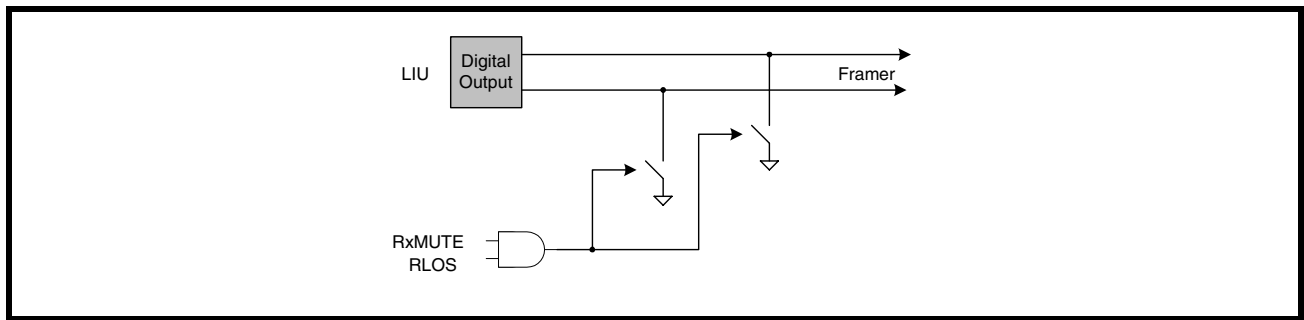 LIU
Digital
Output
Framer
RxMUTE
RLOS